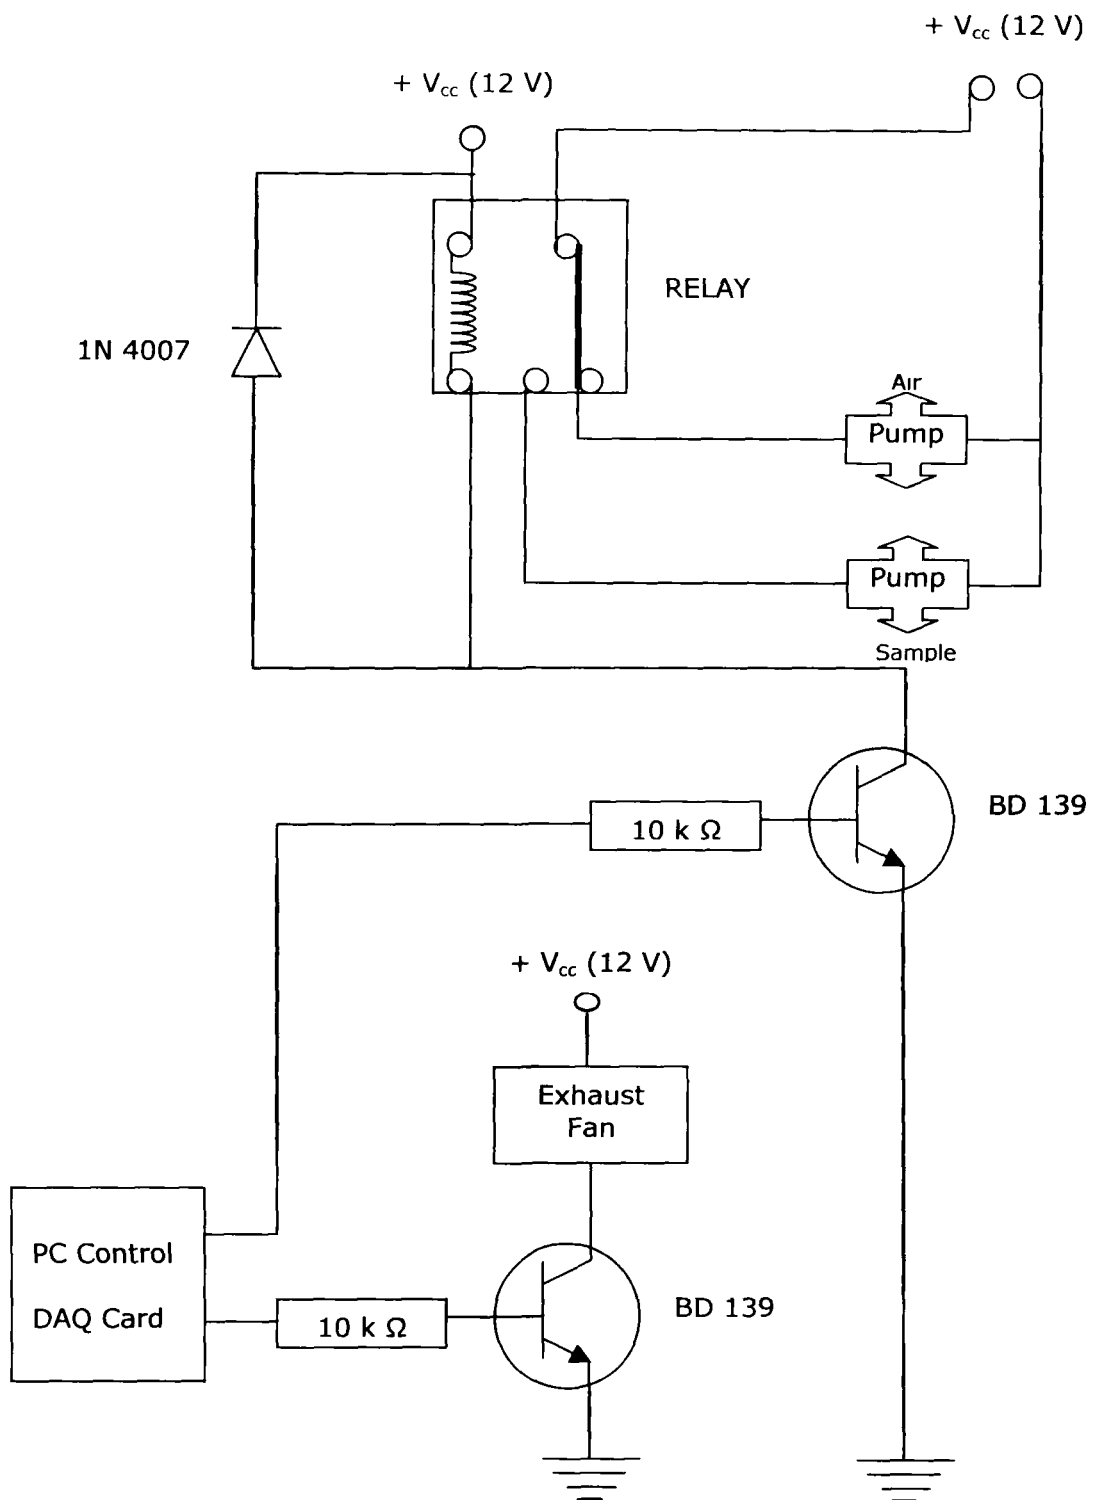 + Vcc (12 V)
+ Vcc (12 V)
RELAY
1N 4007
Air
Pump
Pump
Sample
BD 139
10 k Ω
+ Vcc (12 V)
Exhaust
Fan
PC Control
DAQ Card
10 k Ω
BD 139